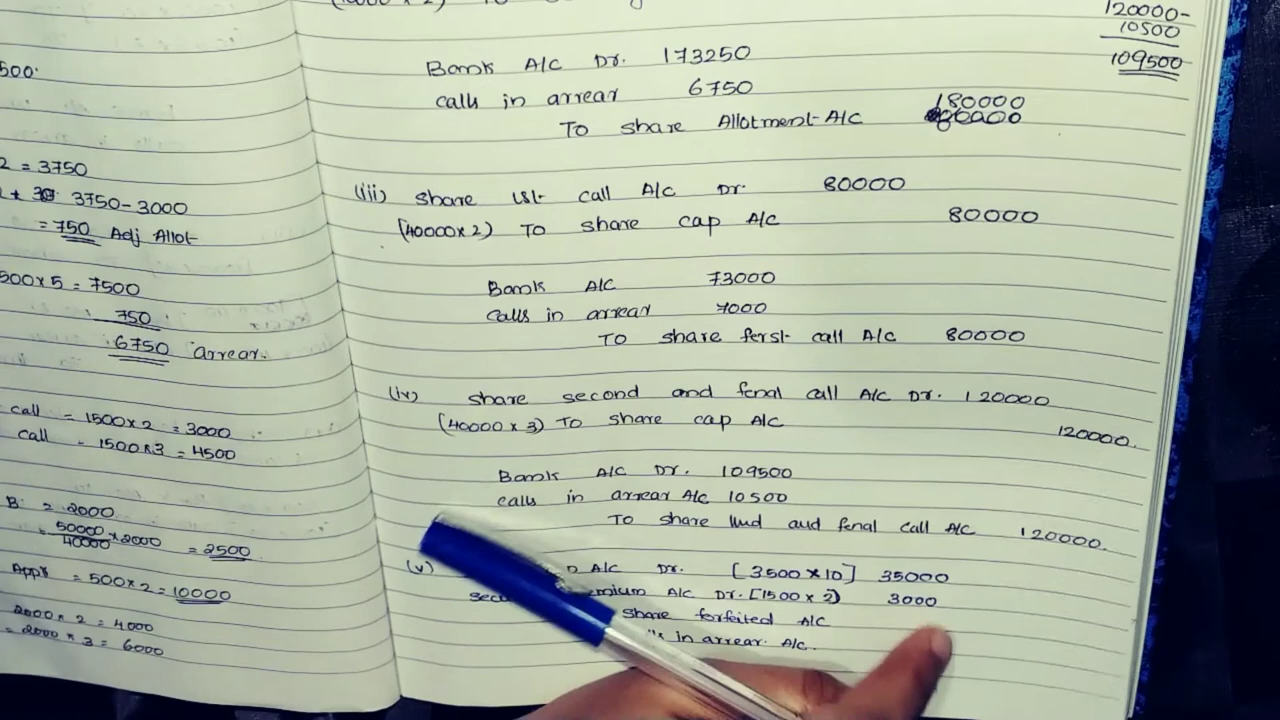 500.
2 = 3750
3750 - 3000
= 750 Adj Allot
500 x 5 = 7500
750
6750 arrear.
call = 1500 x 2 = 3000
call - 1500 x 3 = 4500
B = 2000
= 50000/40000 x 2000 = 2500
App = 500 x 2 = 10000
2000 x 2 = 4000
= 2000 x 3 = 6000
120000 -
10500
109500
Bank A/C Dr. 173250
calls in arrear 6750
To share Allotment A/C 180000
(iii) share 1st call A/C Dr. 80000
(40000 x 2) To share cap A/C 80000
Bank A/C 73000
calls in arrear 7000
To share ferst call A/C 80000
(iv) share second and fenal call A/C Dr. 120000
(40000 x 3) To share cap A/C 120000.
Bank A/C Dr. 109500
calls in arrear A/C 10500
To share IInd and fenal call A/C 120000.
(v) A/C Dr. [3500 x 10] 35000
A/C Dr. [1500 x 2) 3000
share forfeited A/C
in arrear A/C.